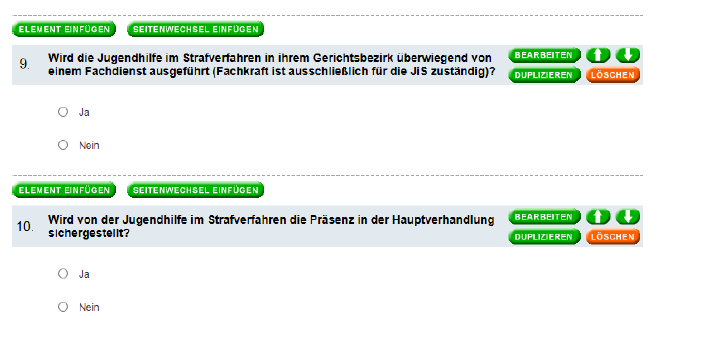 ELEMENT EINFÜGEN SEITENWECHSEL EINFÜGEN
9. Wird die Jugendhilfe im Strafverfahren in ihrem Gerichtsbezirk überwiegend von BEARBEITEN
einem Fachdienst ausgeführt (Fachkraft ist ausschließlich für die JiS zuständig)? DUPLIZIEREN LÖSCHEN
Ja
Nein
ELEMENT EINFÜGEN SEITENWECHSEL EINFÜGEN
10. Wird von der Jugendhilfe im Strafverfahren die Präsenz in der Hauptverhandlung BEARBEITEN
sichergestellt? DUPLIZIEREN LÖSCHEN
Ja
Nein